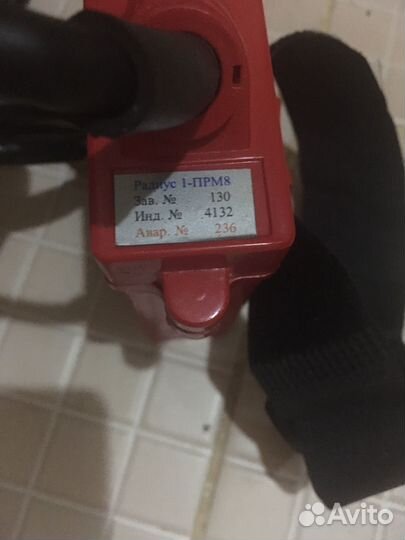 Радиус 1-ПРМ8
Зав. № 130
Инд. № 4132
Авар. № 236
Avito